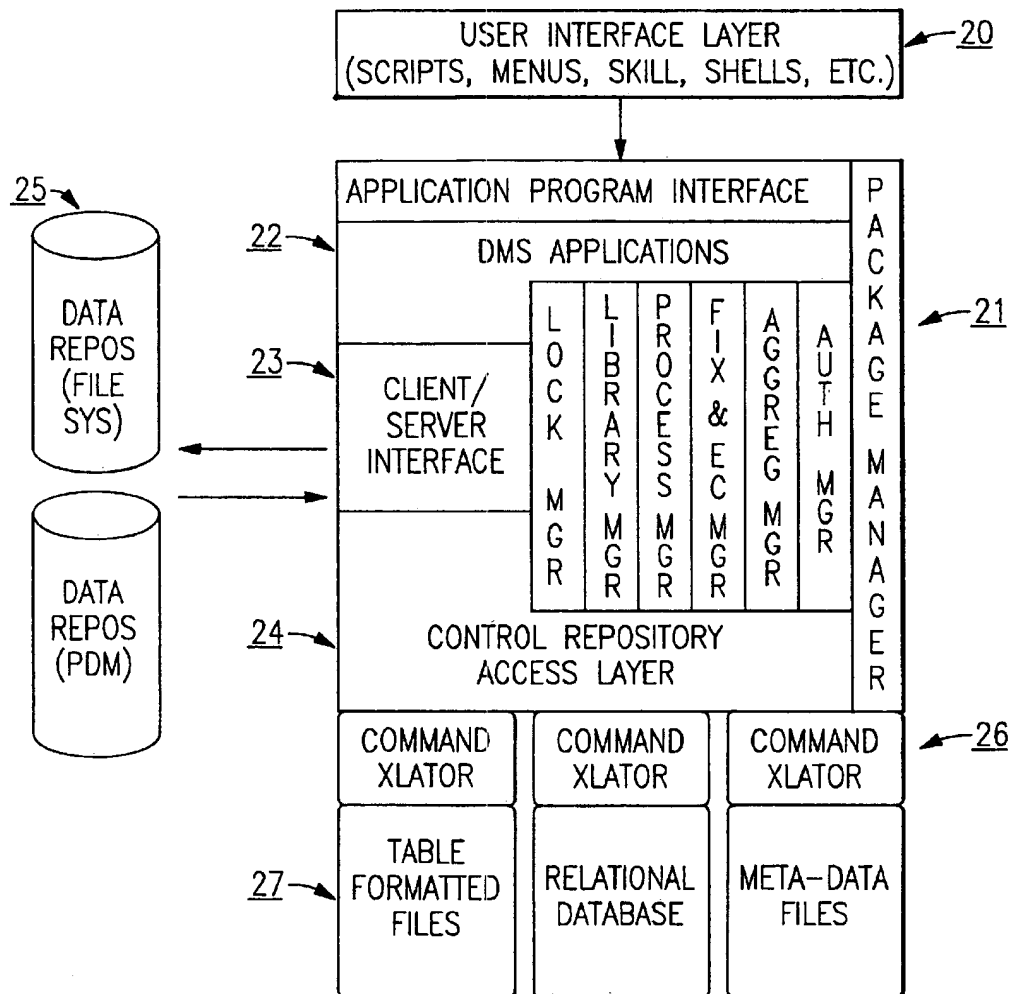 USER INTERFACE LAYER
(SCRIPTS, MENUS, SKILL, SHELLS, ETC.)
20
APPLICATION PROGRAM INTERFACE
PACKAGE MANAGER
21
25
22
DMS APPLICATIONS
DATA
REPOS
(FILE
SYS)
23
CLIENT/
SERVER
INTERFACE
LOCK MGR
LIBRARY MGR
PROCESS MGR
FIX & EC MGR
AGGREG MGR
AUTH MGR
DATA
REPOS
(PDM)
24
CONTROL REPOSITORY
ACCESS LAYER
COMMAND
XLATOR
COMMAND
XLATOR
COMMAND
XLATOR
26
27
TABLE
FORMATTED
FILES
RELATIONAL
DATABASE
META-DATA
FILES